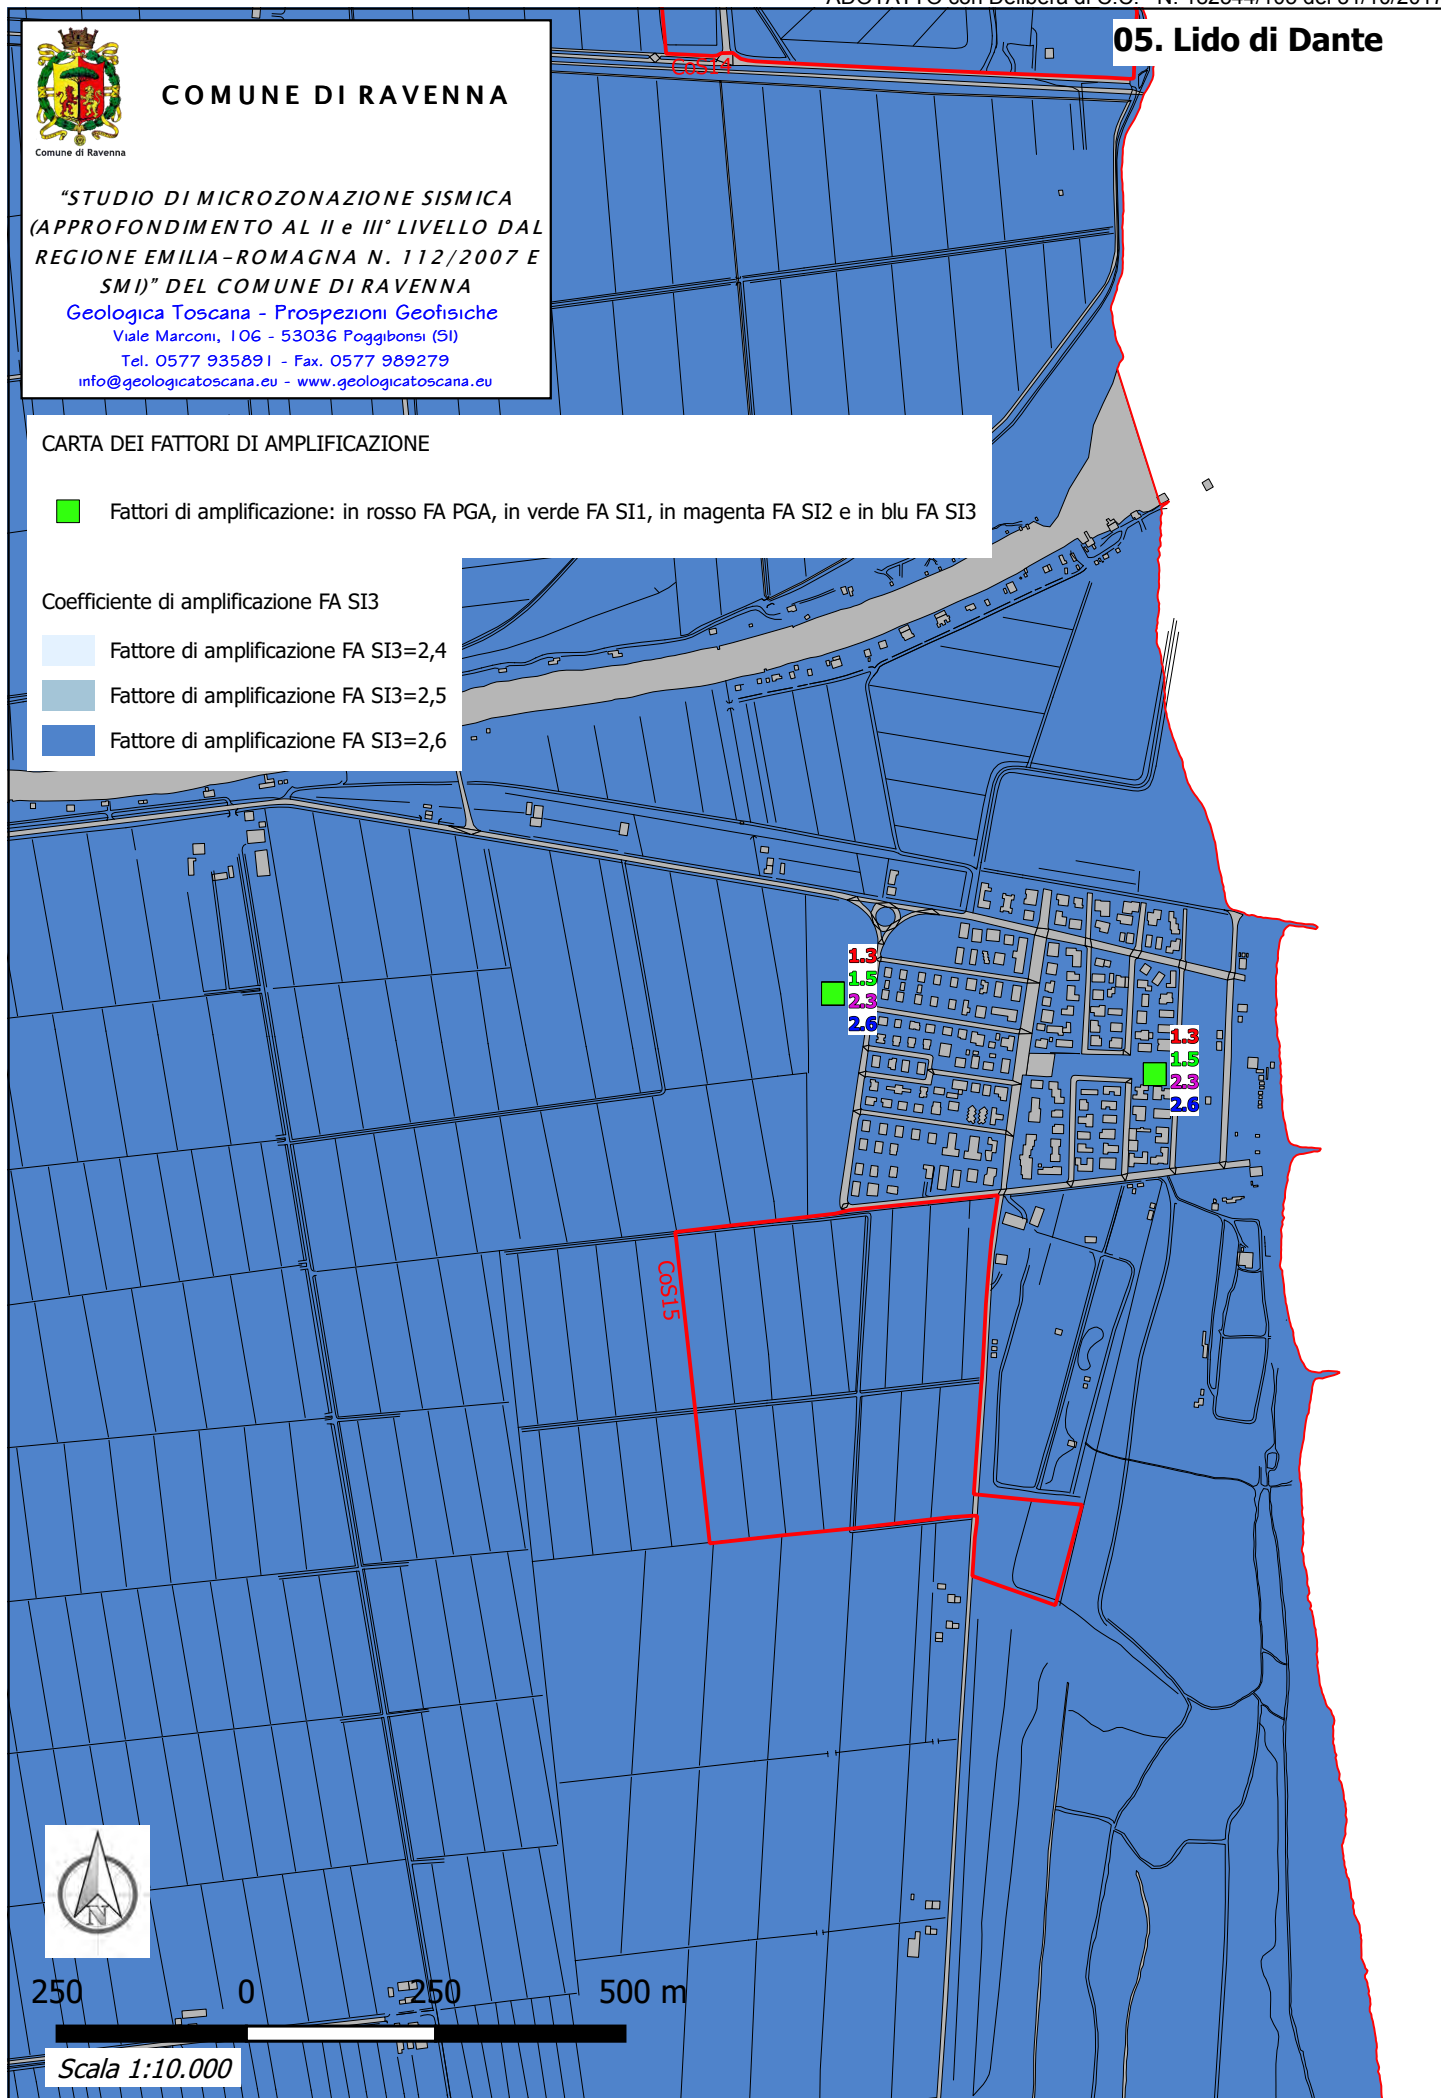 05. Lido di Dante
COMUNE DI RAVENNA
Comune di Ravenna
"STUDIO DI MICROZONAZIONE SISMICA
(APPROFONDIMENTO AL II e III° LIVELLO DAL
REGIONE EMILIA-ROMAGNA N. 112/2007 E
SMI)" DEL COMUNE DI RAVENNA
Geologica Toscana - Prospezioni Geofisiche
Viale Marconi, 106 - 53036 Poggibonsi (SI)
Tel. 0577 935891 - Fax. 0577 989279
info@geologicatoscana.eu - www.geologicatoscana.eu
CoS14
CARTA DEI FATTORI DI AMPLIFICAZIONE
Fattori di amplificazione: in rosso FA PGA, in verde FA SI1, in magenta FA SI2 e in blu FA SI3
Coefficiente di amplificazione FA SI3
Fattore di amplificazione FA SI3=2,4
Fattore di amplificazione FA SI3=2,5
Fattore di amplificazione FA SI3=2,6
1.3
1.5
2.3
2.6
1.3
1.5
2.3
2.6
CoS15
N
250 0 250 500 m
Scala 1:10.000